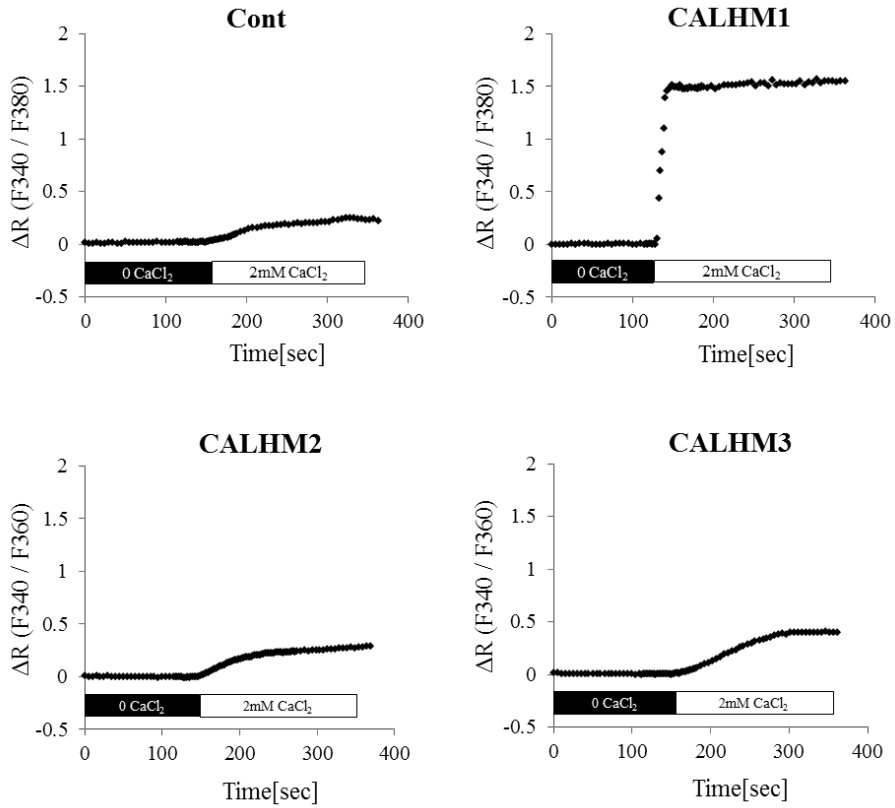 Cont
ΔR (F340 / F380)
2
1.5
1
0.5
0
-0.5
0 CaCl₂
2mM CaCl₂
0 100 200 300 400
Time[sec]
CALHM1
ΔR (F340 / F380)
2
1.5
1
0.5
0
-0.5
0 CaCl₂
2mM CaCl₂
0 100 200 300 400
Time[sec]
CALHM2
ΔR (F340 / F360)
2
1.5
1
0.5
0
-0.5
0 CaCl₂
2mM CaCl₂
0 100 200 300 400
Time[sec]
CALHM3
ΔR (F340 / F360)
2
1.5
1
0.5
0
-0.5
0 CaCl₂
2mM CaCl₂
0 100 200 300 400
Time[sec]